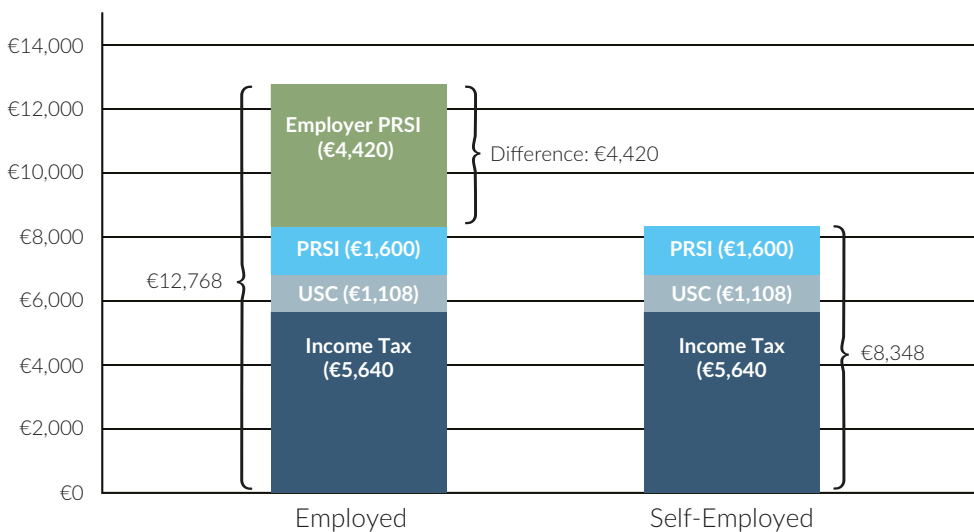 €14,000
€12,000
€10,000
€8,000
€6,000
€4,000
€2,000
€0
€12,768
Employer PRSI
(€4,420)
PRSI (€1,600)
USC (€1,108)
Income Tax
(€5,640
Difference: €4,420
PRSI (€1,600)
USC (€1,108)
Income Tax
(€5,640
€8,348
Employed
Self-Employed